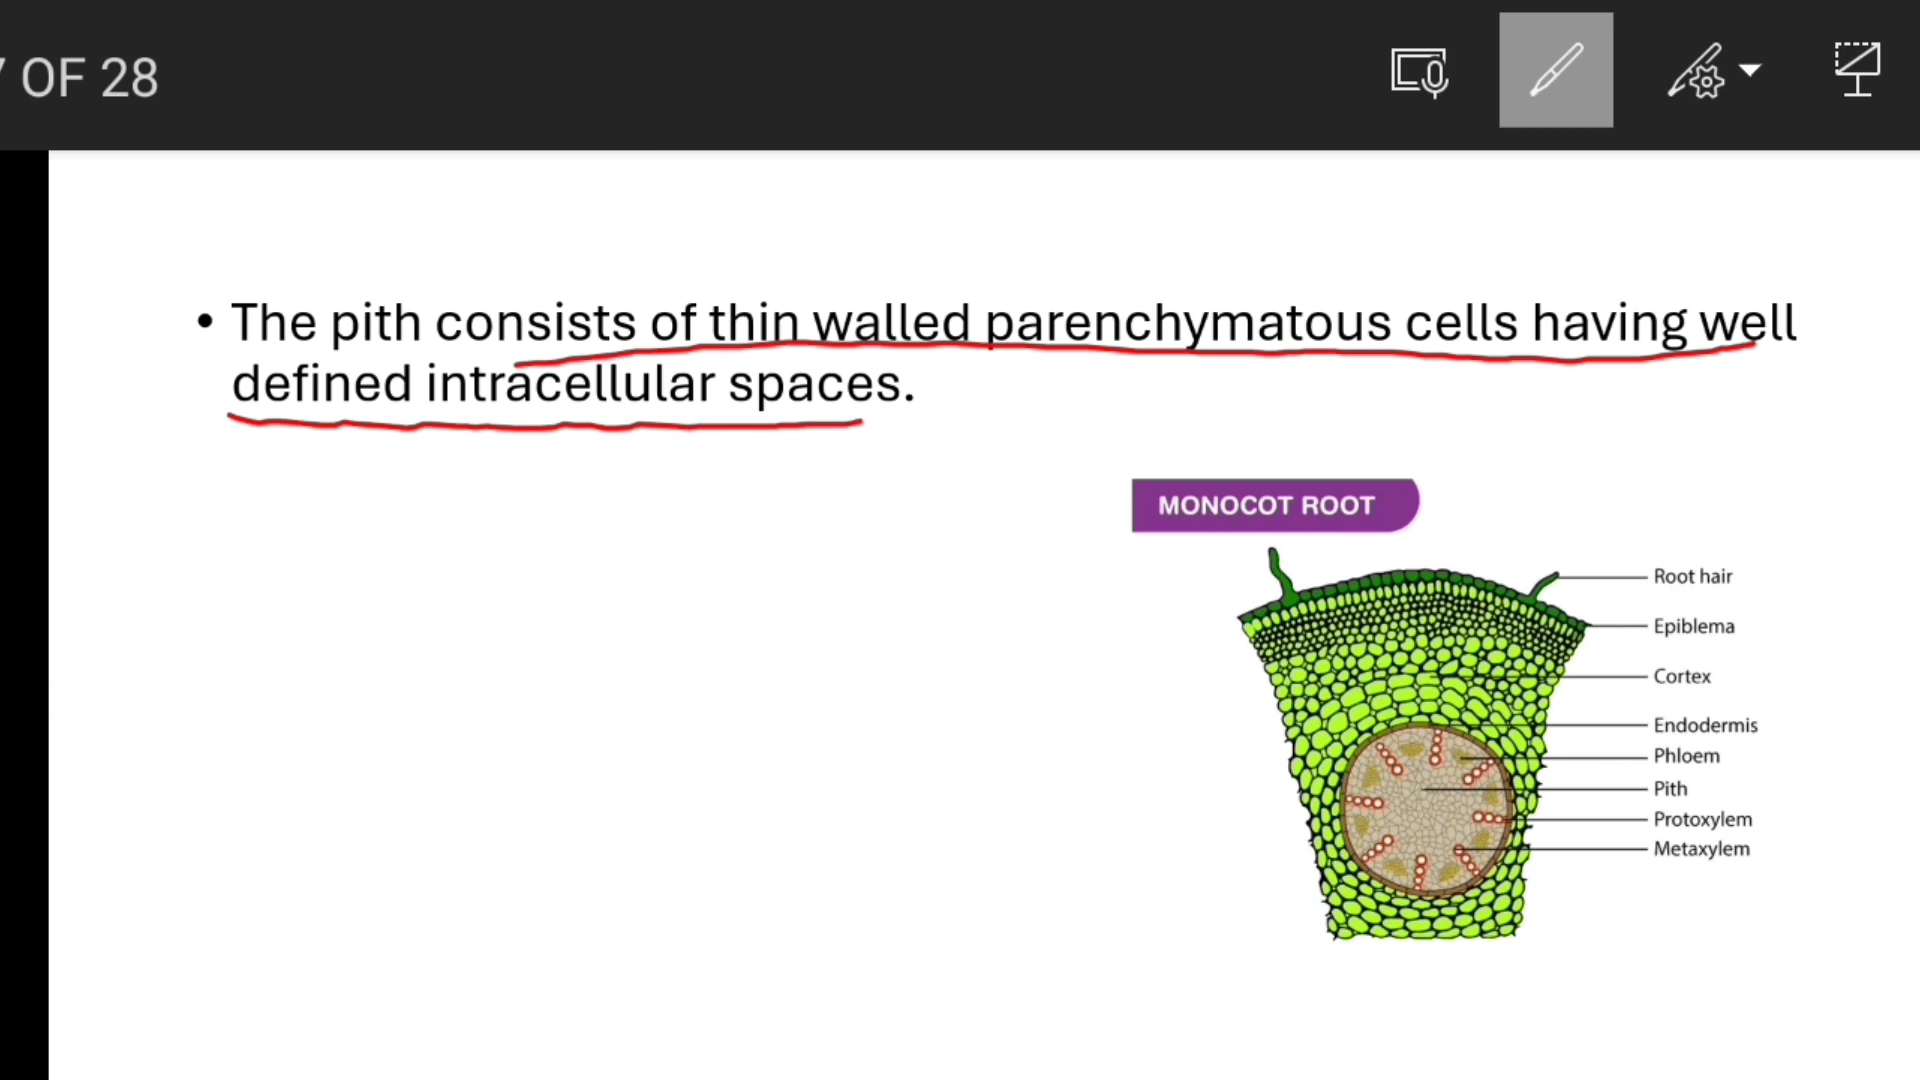 OF 28
• The pith consists of thin walled parenchymatous cells having well
defined intracellular spaces.
MONOCOT ROOT
Root hair
Epiblema
Cortex
Endodermis
Phloem
Pith
Protoxylem
Metaxylem